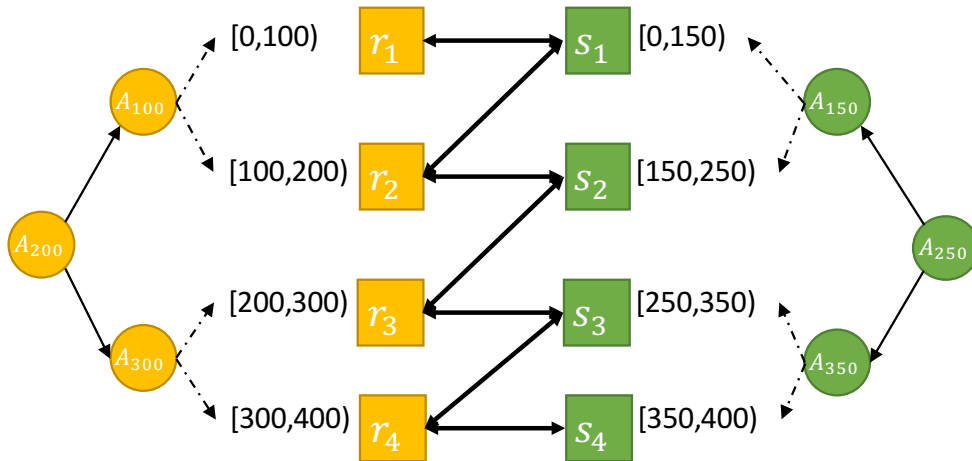 [0,100) r₁ s₁ [0,150)
A₁₀₀ A₁₅₀
[100,200) r₂ s₂ [150,250)
A₂₀₀ A₂₅₀
[200,300) r₃ s₃ [250,350)
A₃₀₀ A₃₅₀
[300,400) r₄ s₄ [350,400)